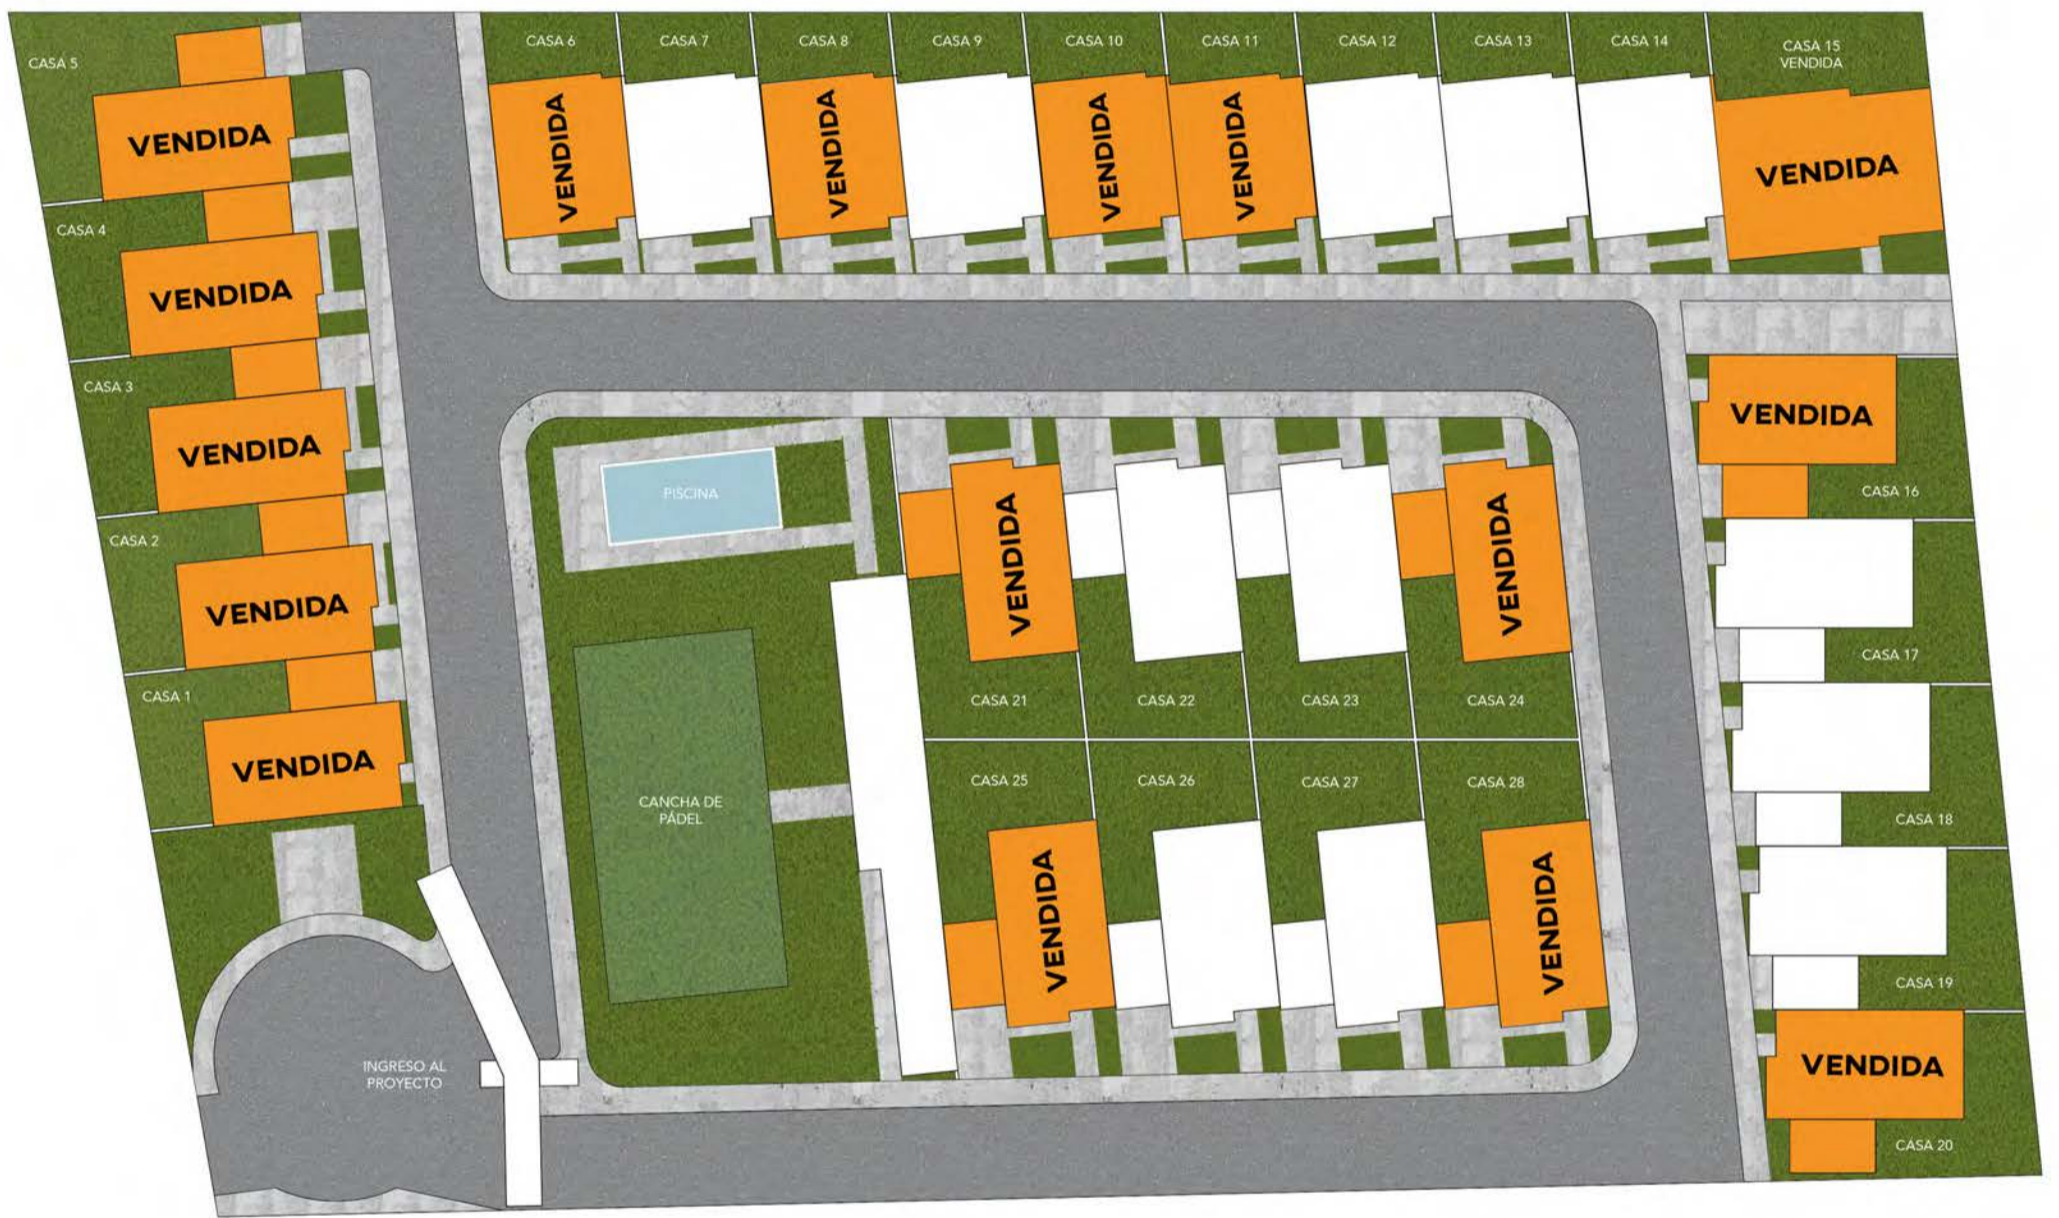 CASA 5
VENDIDA
CASA 4
VENDIDA
CASA 3
VENDIDA
CASA 2
VENDIDA
CASA 1
VENDIDA
INGRESO AL
PROYECTO
CASA 6
VENDIDA
CASA 7
CASA 8
VENDIDA
CASA 9
CASA 10
VENDIDA
CASA 11
VENDIDA
CASA 12
CASA 13
CASA 14
CASA 15
VENDIDA
VENDIDA
PISCINA
CANCHA DE
PÁDEL
VENDIDA
VENDIDA
CASA 21
CASA 22
CASA 23
CASA 24
CASA 25
CASA 26
CASA 27
CASA 28
VENDIDA
VENDIDA
VENDIDA
CASA 16
CASA 17
CASA 18
CASA 19
VENDIDA
CASA 20